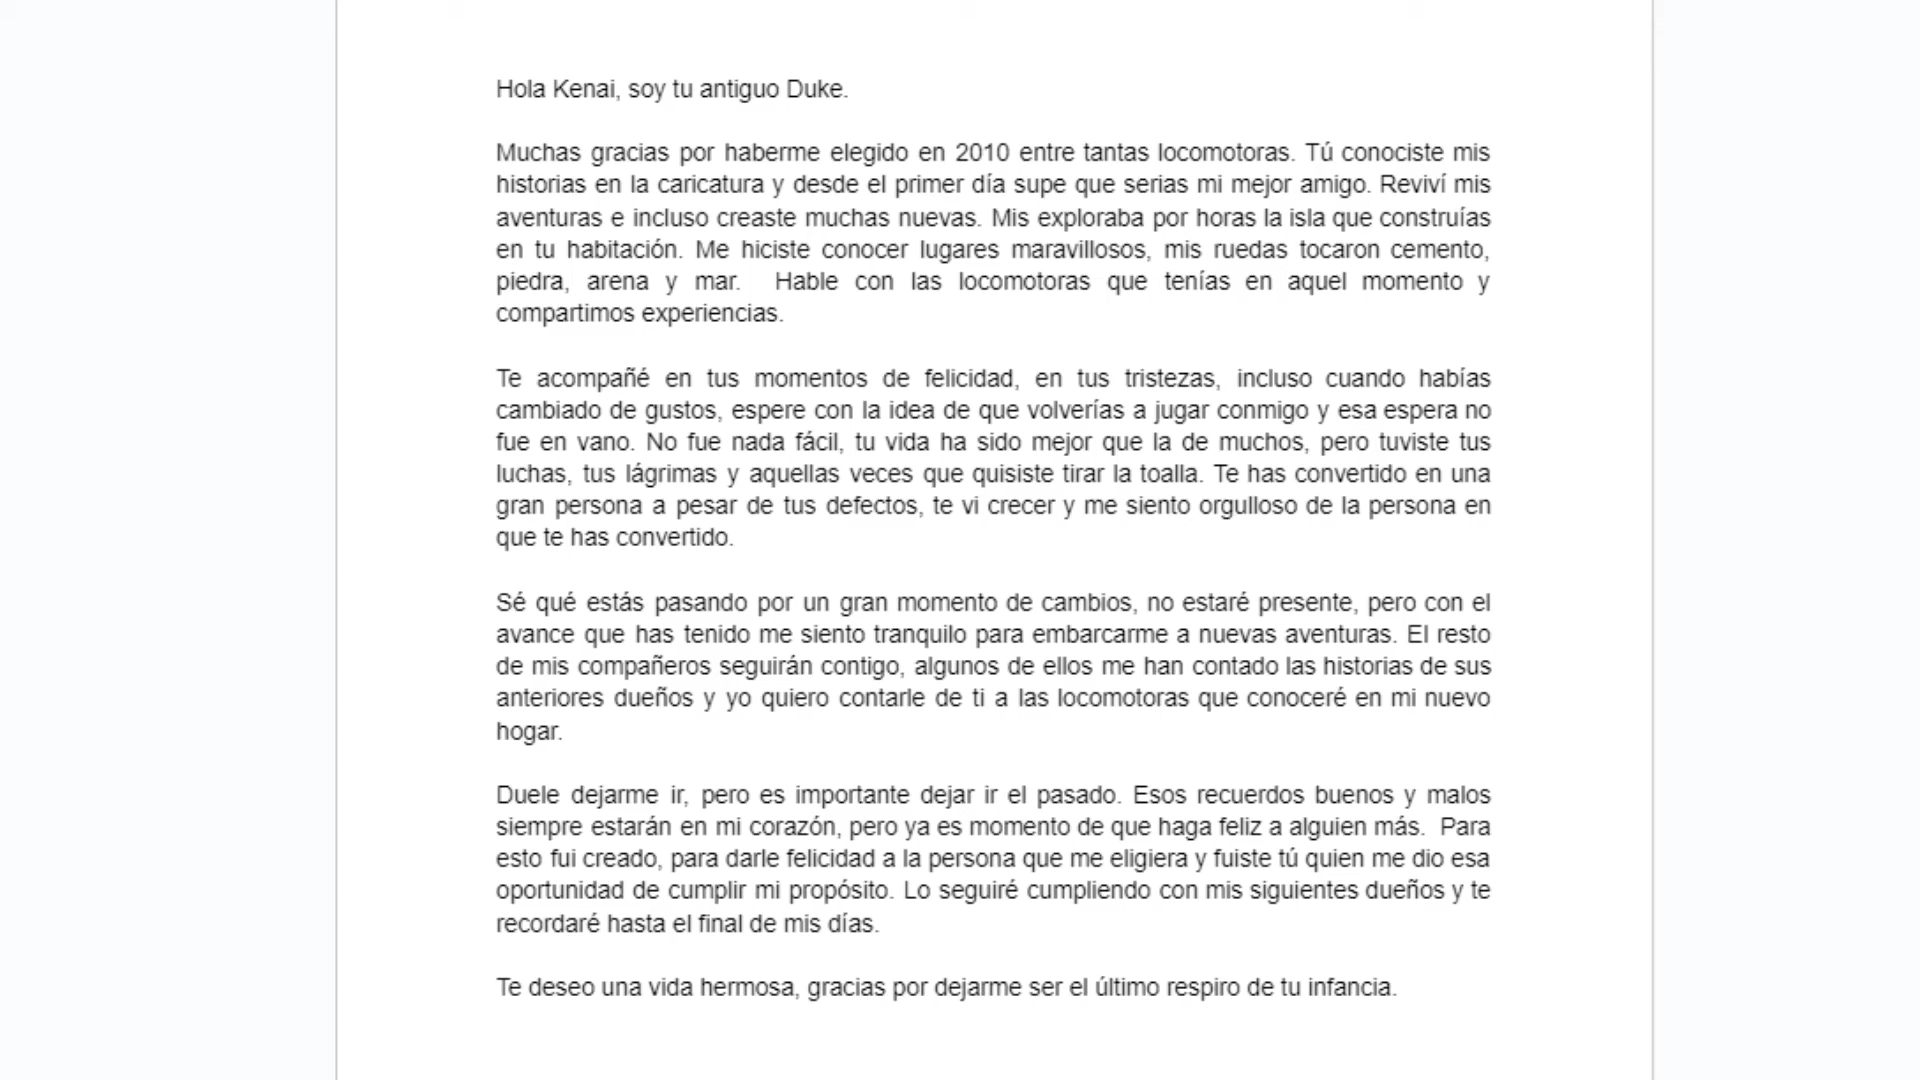 Hola Kenai, soy tu antiguo Duke.
Muchas gracias por haberme elegido en 2010 entre tantas locomotoras. Tú conociste mis
historias en la caricatura y desde el primer día supe que serias mi mejor amigo. Reviví mis
aventuras e incluso creaste muchas nuevas. Mis exploraba por horas la isla que construías
en tu habitación. Me hiciste conocer lugares maravillosos, mis ruedas tocaron cemento,
piedra, arena y mar. Hable con las locomotoras que tenías en aquel momento y
compartimos experiencias.
Te acompañé en tus momentos de felicidad, en tus tristezas, incluso cuando habías
cambiado de gustos, espere con la idea de que volverías a jugar conmigo y esa espera no
fue en vano. No fue nada fácil, tu vida ha sido mejor que la de muchos, pero tuviste tus
luchas, tus lágrimas y aquellas veces que quisiste tirar la toalla. Te has convertido en una
gran persona a pesar de tus defectos, te vi crecer y me siento orgulloso de la persona en
que te has convertido.
Sé qué estás pasando por un gran momento de cambios, no estaré presente, pero con el
avance que has tenido me siento tranquilo para embarcarme a nuevas aventuras. El resto
de mis compañeros seguirán contigo, algunos de ellos me han contado las historias de sus
anteriores dueños y yo quiero contarle de ti a las locomotoras que conoceré en mi nuevo
hogar.
Duele dejarme ir, pero es importante dejar ir el pasado. Esos recuerdos buenos y malos
siempre estarán en mi corazón, pero ya es momento de que haga feliz a alguien más. Para
esto fui creado, para darle felicidad a la persona que me eligiera y fuiste tú quien me dio esa
oportunidad de cumplir mi propósito. Lo seguiré cumpliendo con mis siguientes dueños y te
recordaré hasta el final de mis días.
Te deseo una vida hermosa, gracias por dejarme ser el último respiro de tu infancia.